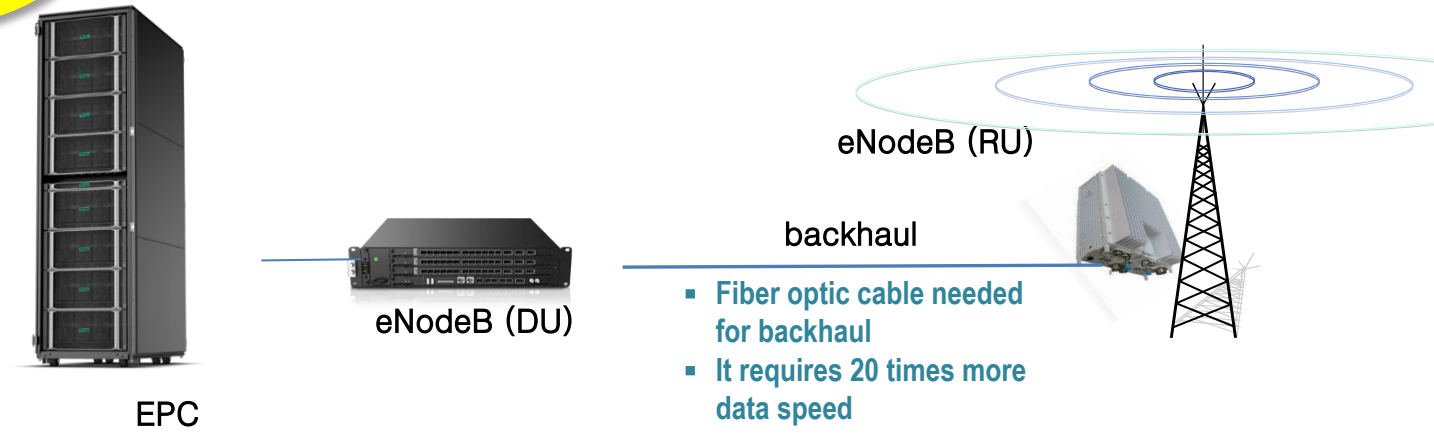 eNodeB (RU)
backhaul
▪ Fiber optic cable needed
for backhaul
▪ It requires 20 times more
data speed
eNodeB (DU)
EPC